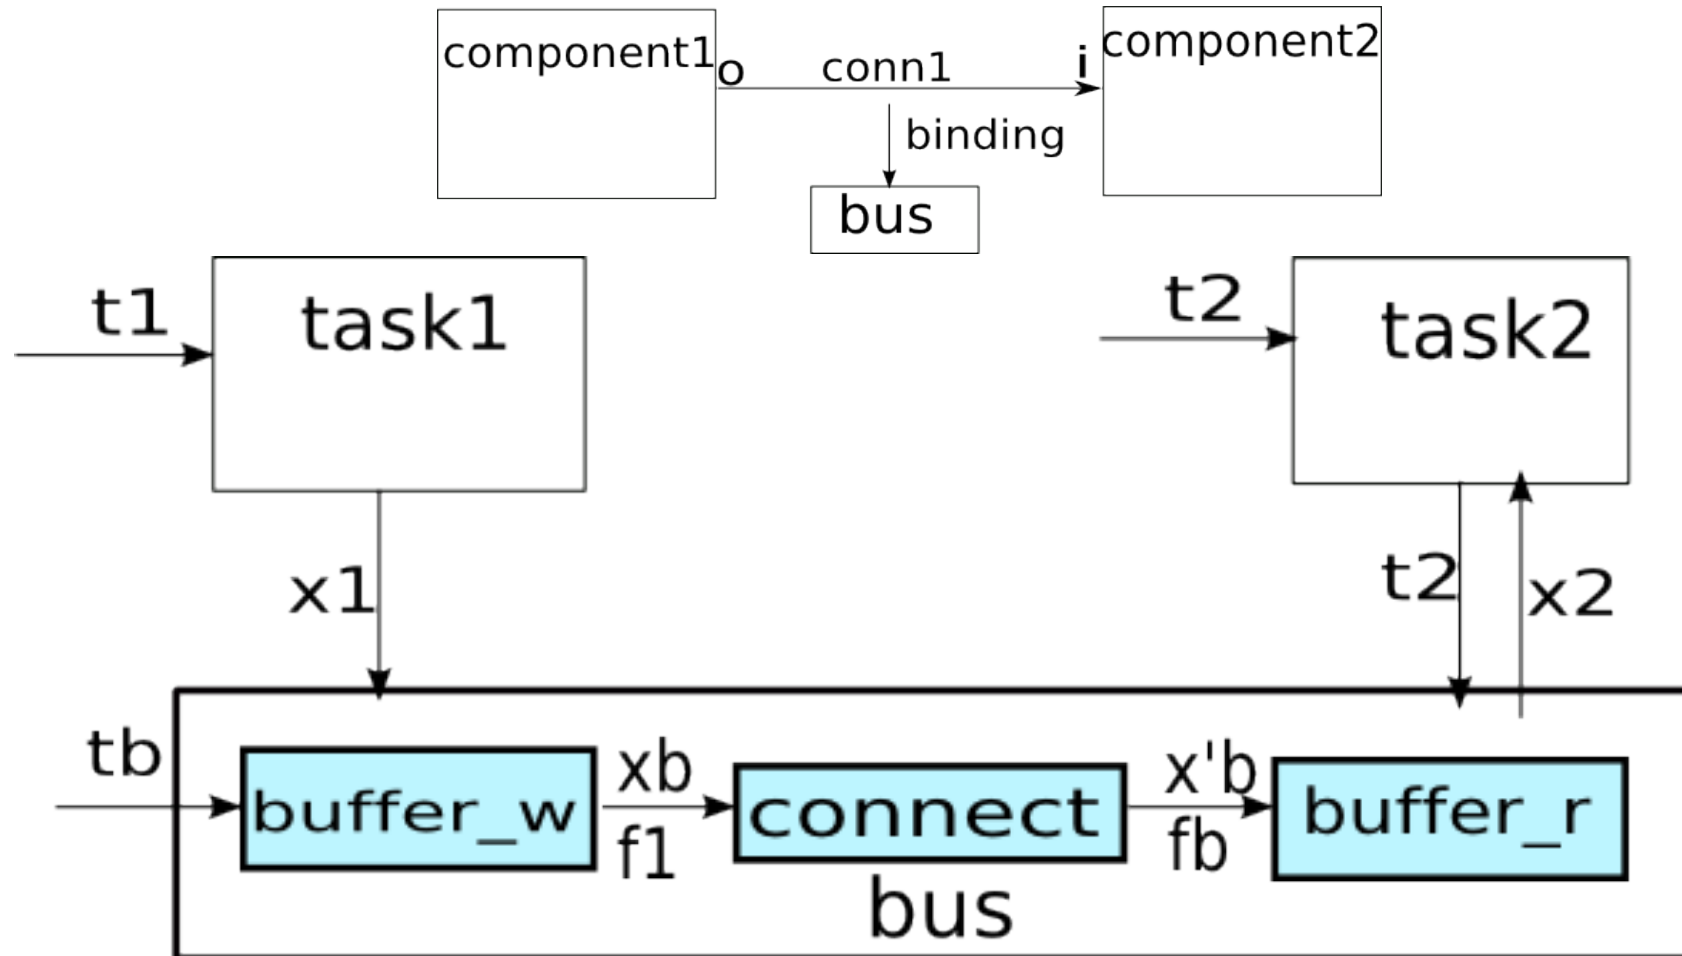 component1
o
conn1
i
component2
binding
bus
t1
task1
t2
task2
x1
t2
x2
tb
buffer_w
xb
f1
connect
x'b
fb
buffer_r
bus